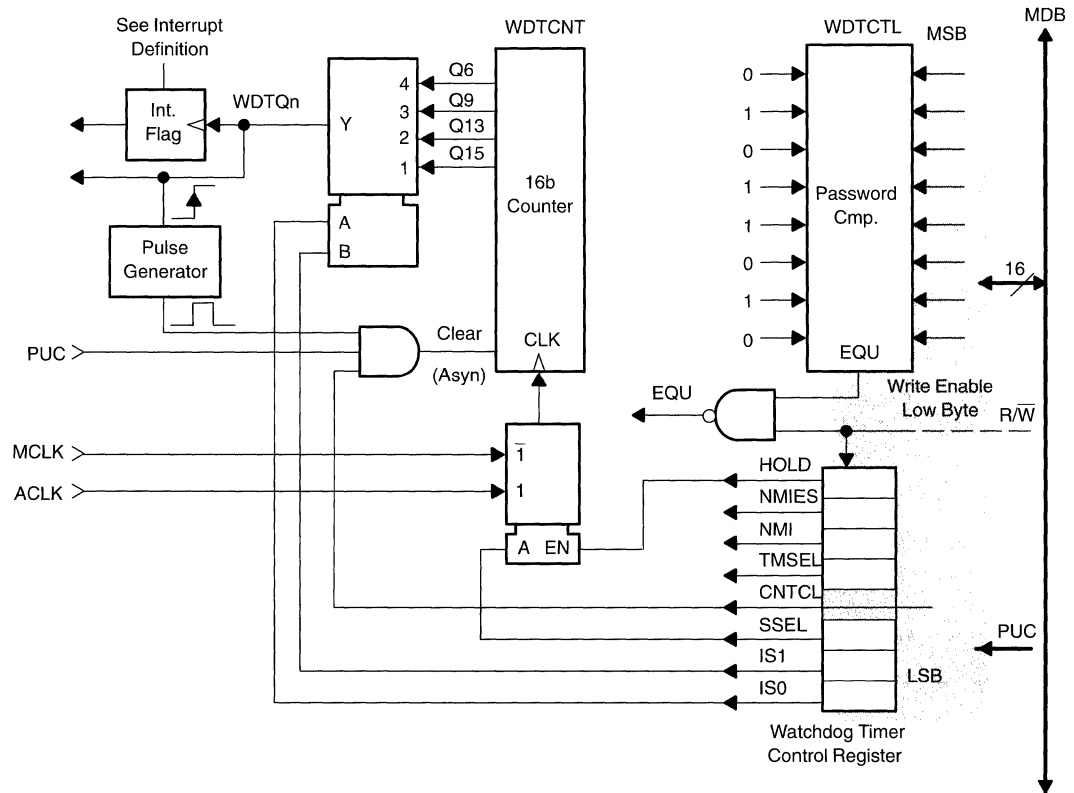 See Interrupt
Definition
WDTCNT
WDTCTL
MSB
MDB
Int.
Flag
WDTQn
Y
4
3
2
1
Q6
Q9
Q13
Q15
16b
Counter
0
1
0
1
1
0
1
0
Password
Cmp.
EQU
16
A
B
Pulse
Generator
PUC
Clear
(Asyn)
CLK
EQU
Write Enable
Low Byte
R/W̅
MCLK
ACLK
1̅
1
A EN
HOLD
NMIES
NMI
TMSEL
CNTCL
SSEL
IS1
IS0
PUC
LSB
Watchdog Timer
Control Register